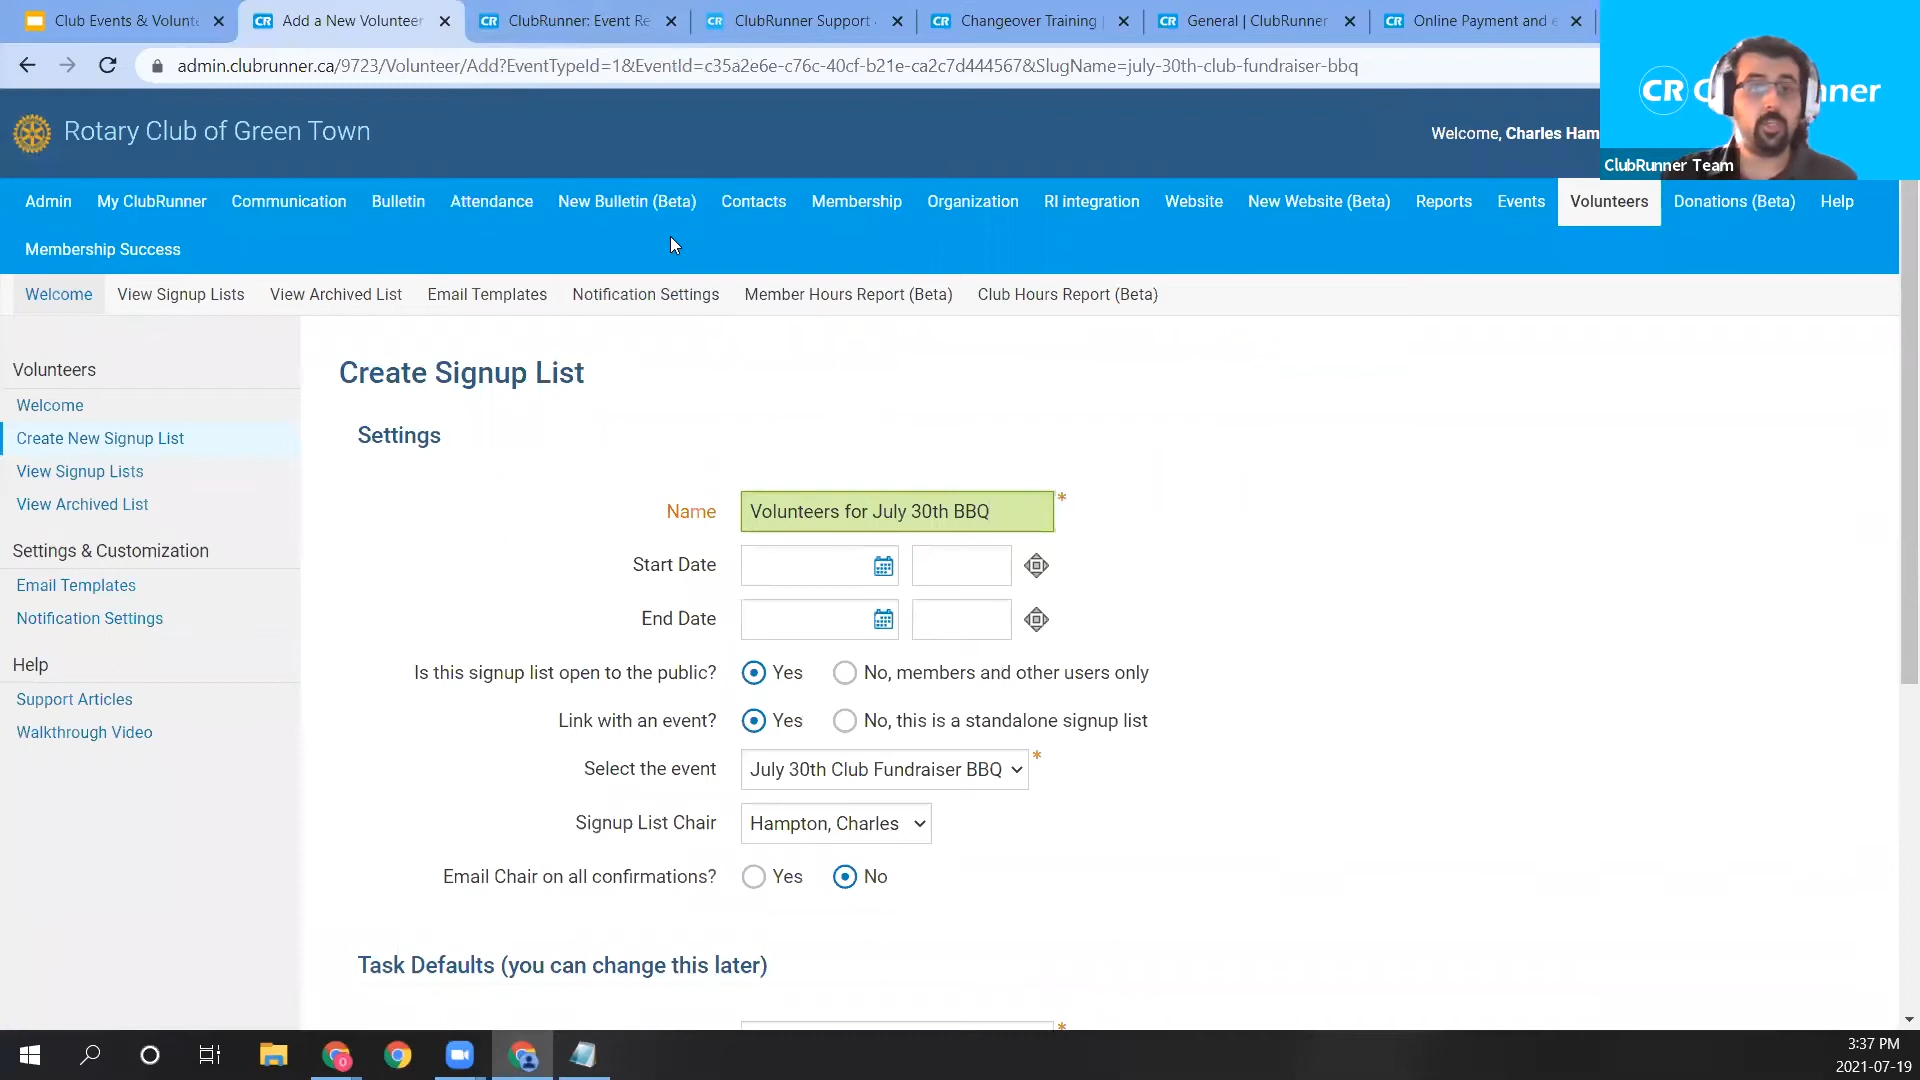 Club Events & Volunte
Add a New Volunteer
ClubRunner: Event Re
ClubRunner Support
Changeover Training
General | ClubRunner
Online Payment and e
admin.clubrunner.ca/9723/Volunteer/Add?EventTypeId=1&EventId=c35a2e6e-c76c-40cf-b21e-ca2c7d444567&SlugName=july-30th-club-fundraiser-bbq
Rotary Club of Green Town
Welcome, Charles Ham
CR C nner
ClubRunner Team
Admin My ClubRunner Communication Bulletin Attendance New Bulletin (Beta) Contacts Membership Organization RI integration Website New Website (Beta) Reports Events Volunteers Donations (Beta) Help
Membership Success
Welcome View Signup Lists View Archived List Email Templates Notification Settings Member Hours Report (Beta) Club Hours Report (Beta)
Volunteers
Welcome
Create New Signup List
View Signup Lists
View Archived List
Settings & Customization
Email Templates
Notification Settings
Help
Support Articles
Walkthrough Video
Create Signup List
Settings
Name Volunteers for July 30th BBQ *
Start Date
End Date
Is this signup list open to the public? Yes No, members and other users only
Link with an event? Yes No, this is a standalone signup list
Select the event July 30th Club Fundraiser BBQ *
Signup List Chair Hampton, Charles
Email Chair on all confirmations? Yes No
Task Defaults (you can change this later)
*
3:37 PM
2021-07-19